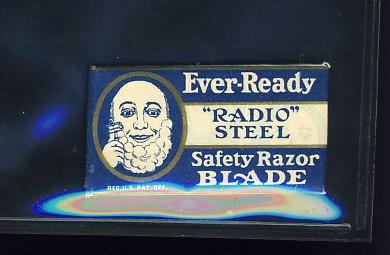 Ever-Ready
"RADIO"
STEEL
Safety Razor
BLADE
REG. U.S. PAT. OFF.